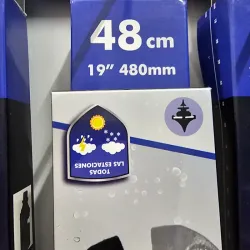 48 cm
19" 480mm
TODAS
LAS ESTACIONES